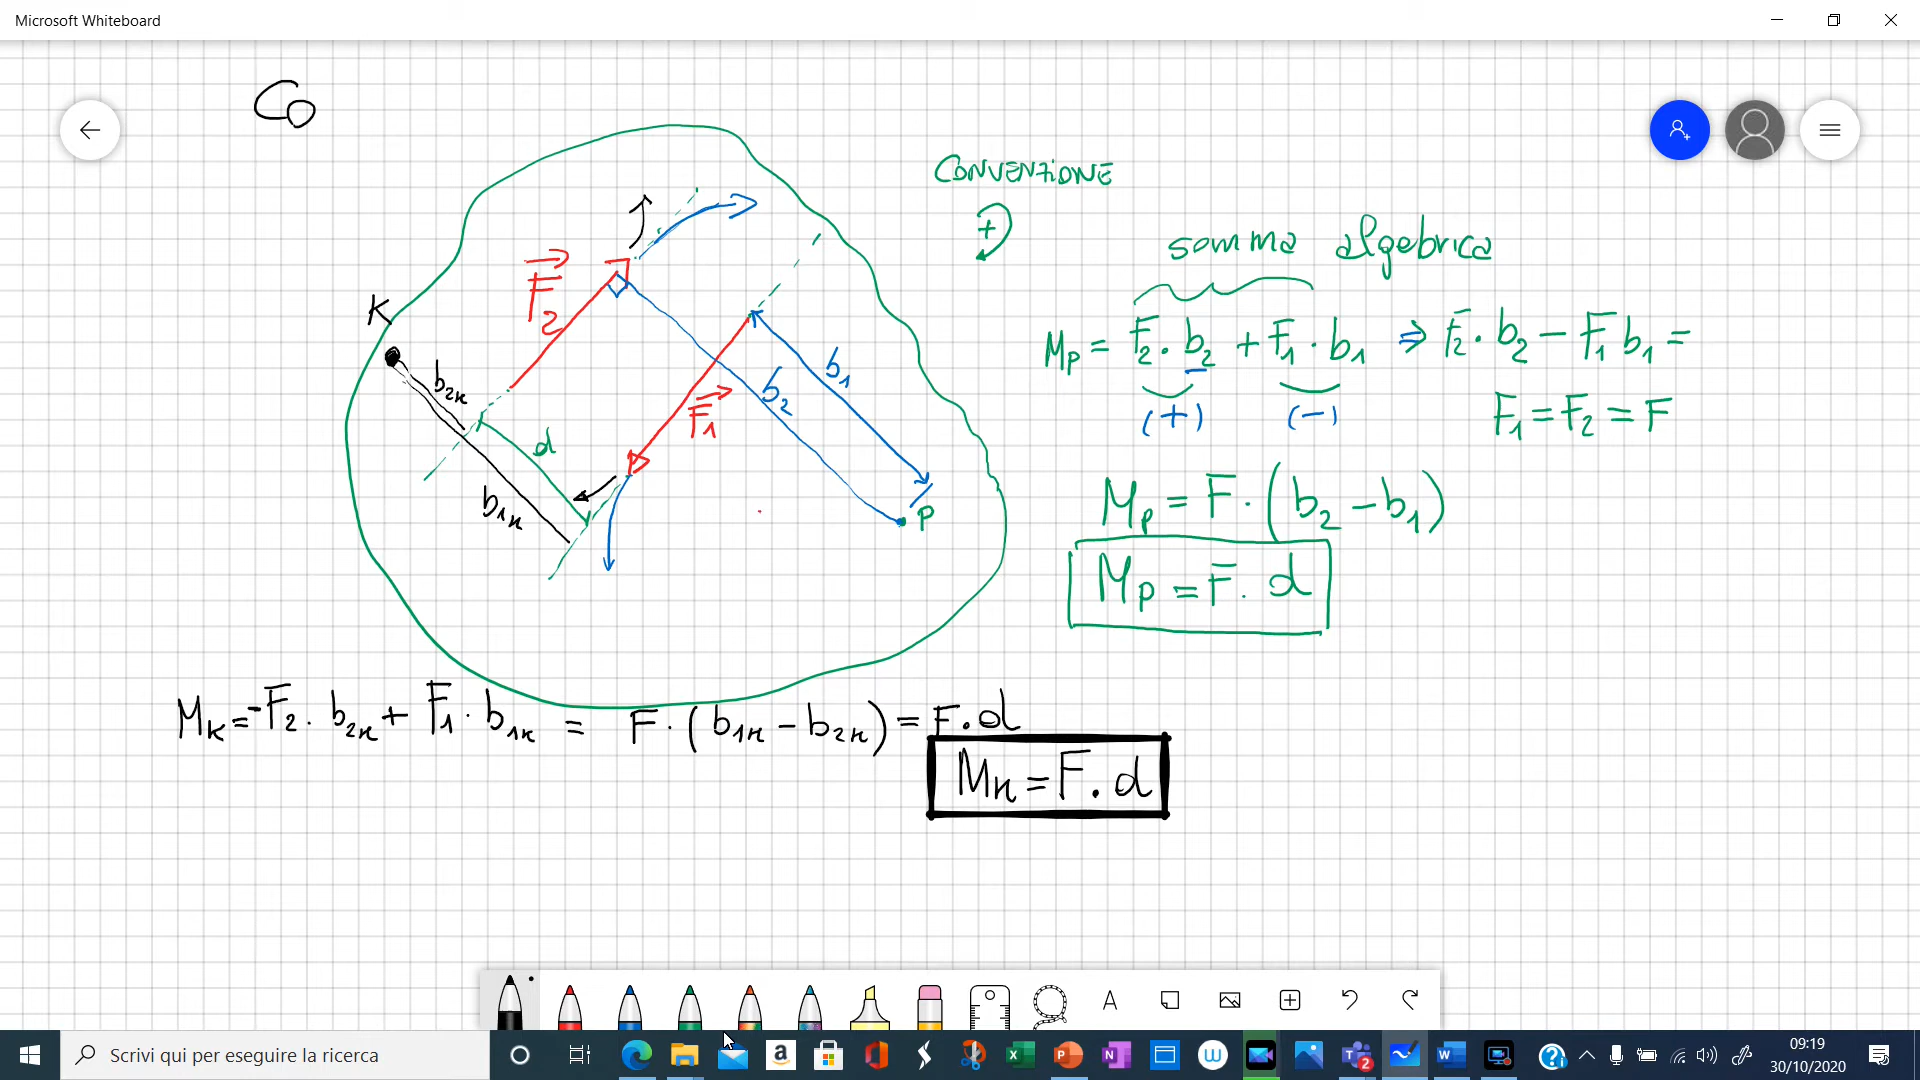 Microsoft Whiteboard
Co
CONVENZIONE
+
somma algebrica
F₂
K
b₂ₖ
b₁
b₂
F₁
Mp = F₂ · b₂ + F₁ · b₁ ⇒ F₂ · b₂ − F₁ b₁ =
(+) (−)
F₁ = F₂ = F
d
b₁ₖ
P
Mp = F · (b₂ − b₁)
Mp = F · d
Mₖ = -F₂ · b₂ₖ + F₁ · b₁ₖ = F · (b₁ₖ − b₂ₖ) = F · d
Mₖ = F · d
Scrivi qui per eseguire la ricerca
2
09:19
30/10/2020